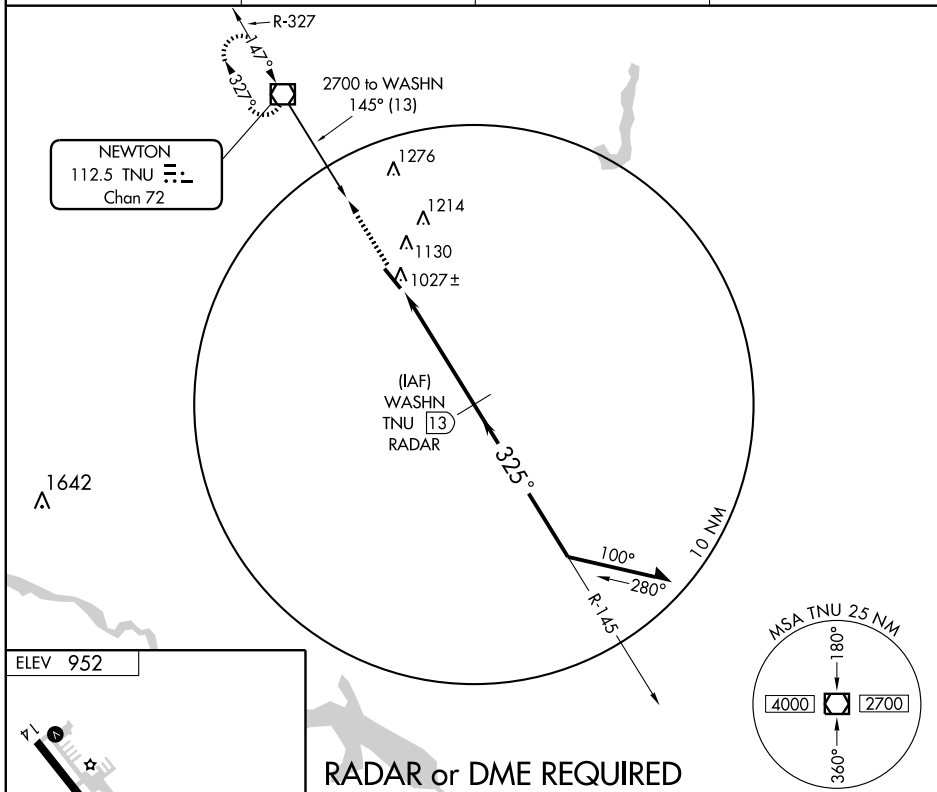 R-327
147°
327°
2700 to WASHN
145° (13)
NEWTON
112.5 TNU
Chan 72
1276
1214
1130
1027±
(IAF)
WASHN
TNU 13
RADAR
325°
1642
10 NM
100°
280°
R-145
MSA TNU 25 NM
180°
4000
2700
360°
ELEV 952
14
V
RADAR or DME REQUIRED